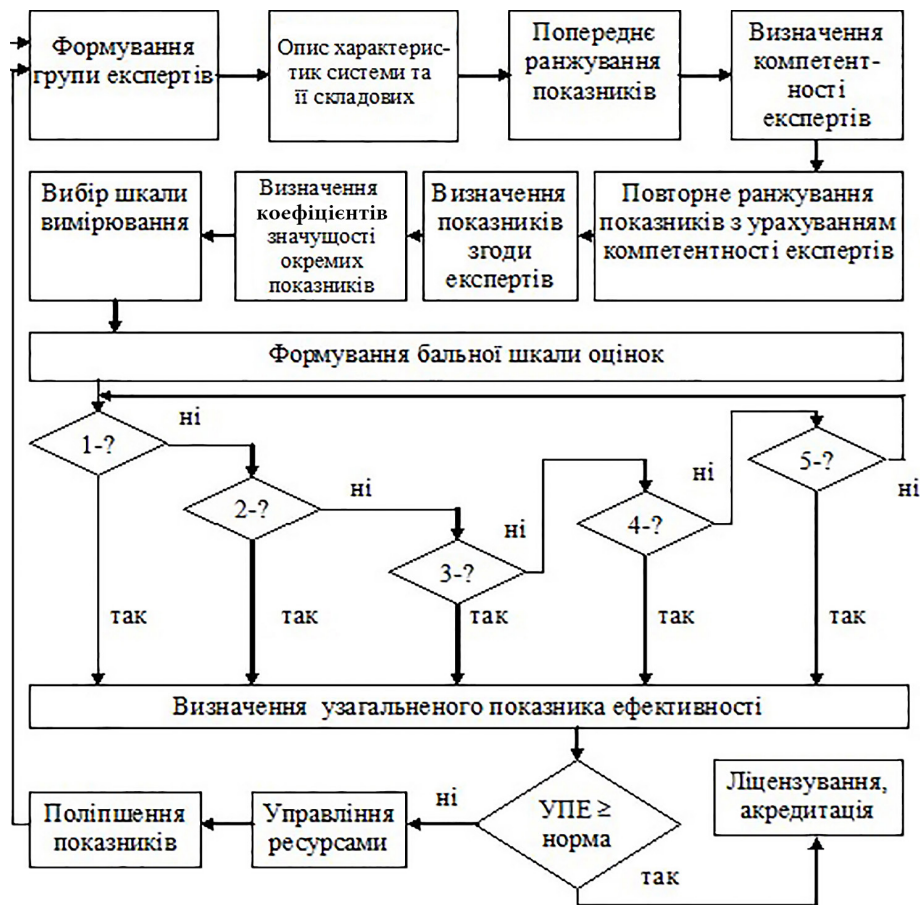 Формування
групи експертів
Опис характерис-
тик системи та
її складових
Попереднє
ранжування
показників
Визначення
компетент-
ності
експертів
Вибір шкали
вимірювання
Визначення
коефіцієнтів
значущості
окремих
показників
Визначення
показників
згоди
експертів
Повторне ранжування
показників з урахуванням
компетентності експертів
Формування бальної шкали оцінок
1-?
ні
2-?
ні
3-?
ні
4-?
ні
5-?
ні
так
так
так
так
так
Визначення узагальненого показника ефективності
Поліпшення
показників
Управління
ресурсами
ні
УПЕ ≥
норма
так
Ліцензування,
акредитація